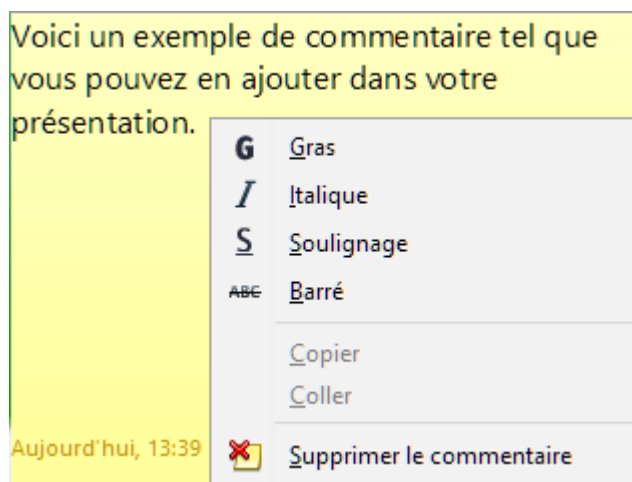 Voici un exemple de commentaire tel que
vous pouvez en ajouter dans votre
présentation.
G Gras
I Italique
S Soulignage
ABC Barré
Copier
Coller
Aujourd'hui, 13:39
Supprimer le commentaire